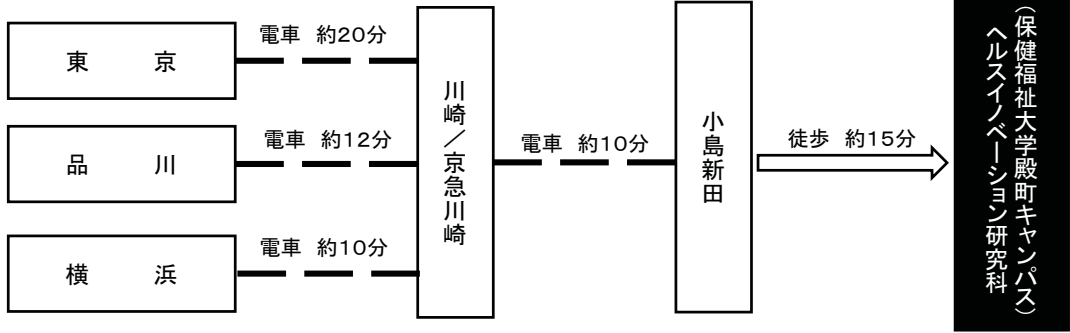 東京
電車 約20分
品川
電車 約12分
横浜
電車 約10分
川崎／京急川崎
電車 約10分
小島新田
徒歩 約15分
（保健福祉大学殿町キャンパス）
ヘルスイノベーション研究科